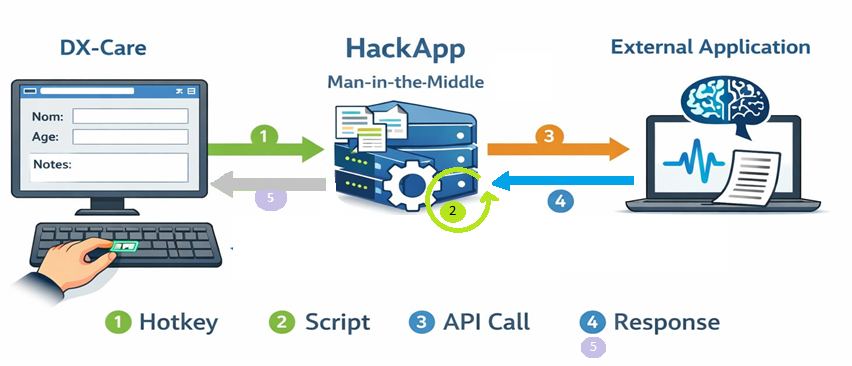 DX-Care
HackApp
External Application
Man-in-the-Middle
Nom:
Age:
Notes:
1
3
5
2
4
1 Hotkey
2 Script
3 API Call
4 Response
5